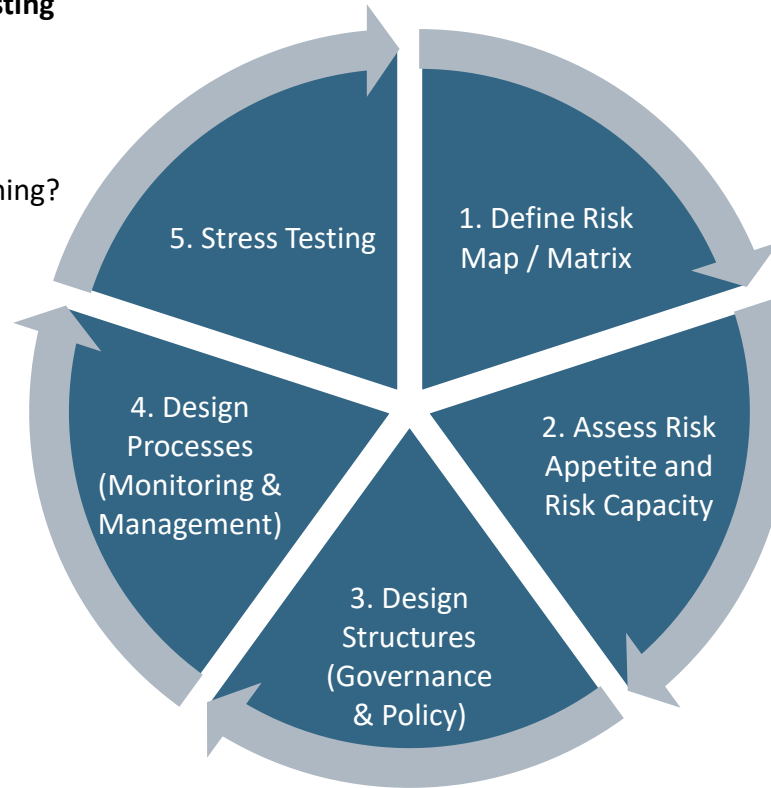 sting
ning?
5. Stress Testing
1. Define Risk
Map / Matrix
2. Assess Risk
Appetite and
Risk Capacity
3. Design
Structures
(Governance
& Policy)
4. Design
Processes
(Monitoring &
Management)